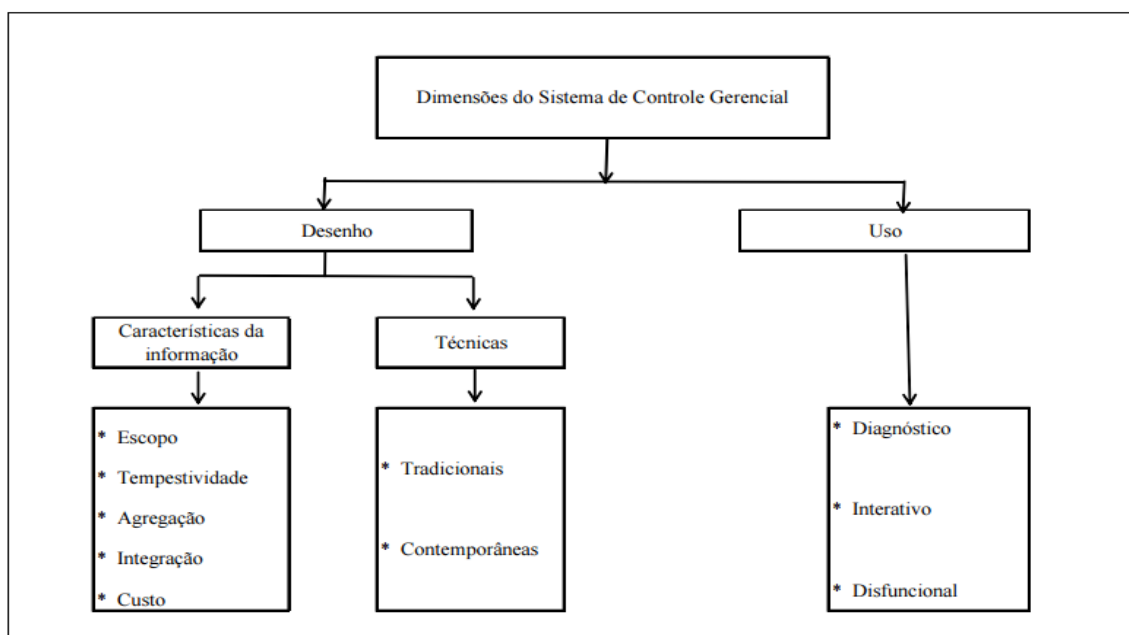 Dimensões do Sistema de Controle Gerencial
Desenho
Uso
Características da
informação
Técnicas
* Escopo
* Tempestividade
* Agregação
* Integração
* Custo
* Tradicionais
* Contemporâneas
* Diagnóstico
* Interativo
* Disfuncional